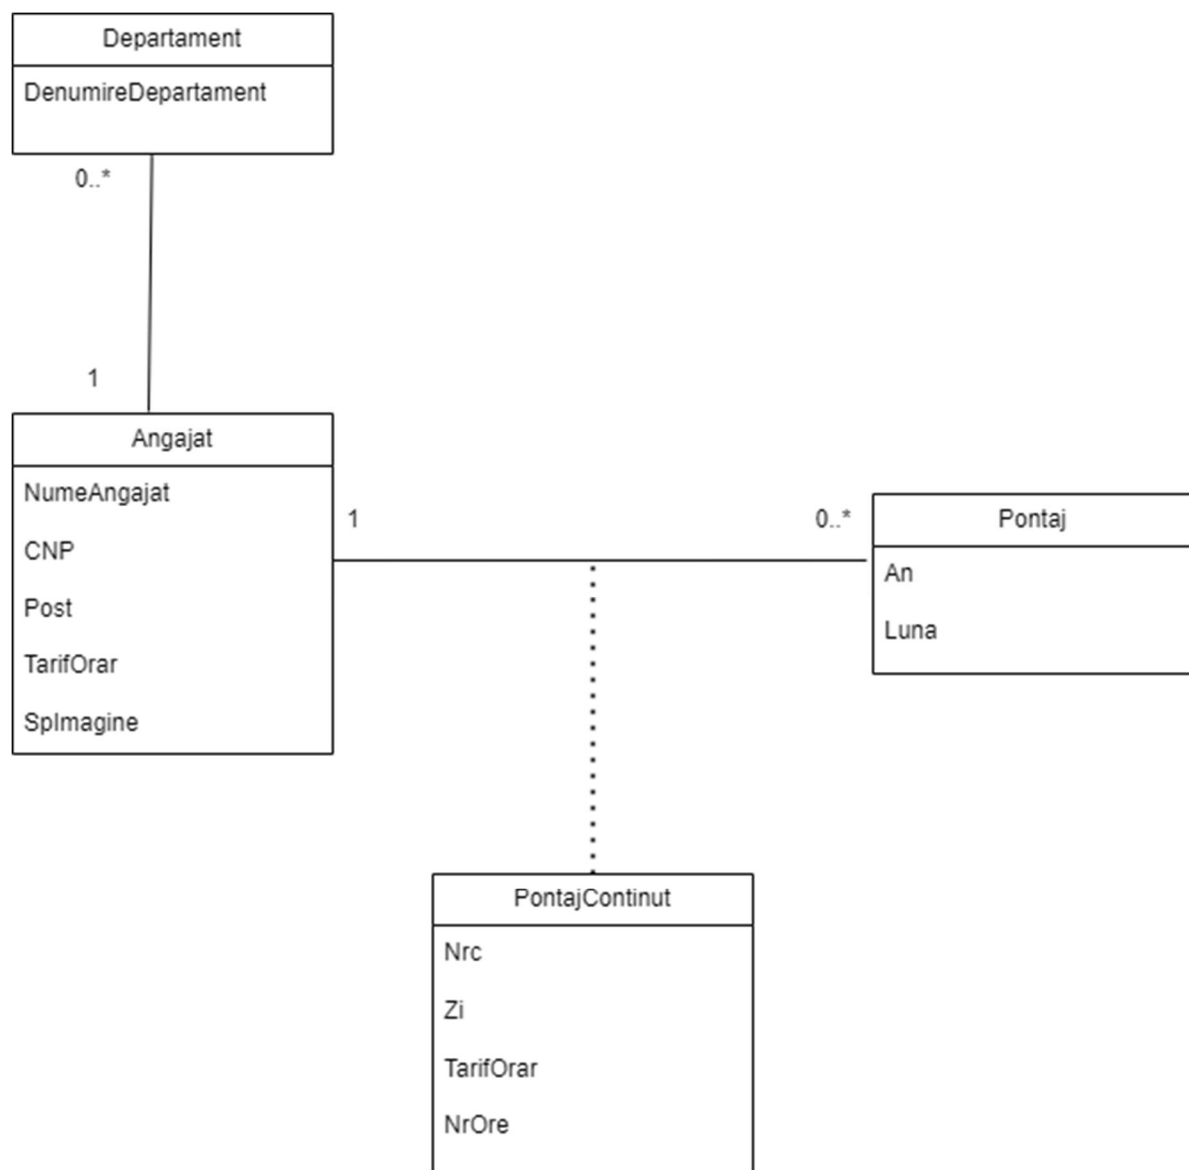 Departament
DenumireDepartament
0..*
1
Angajat
NumeAngajat
CNP
Post
TarifOrar
SpImagine
1
0..*
Pontaj
An
Luna
PontajContinut
Nrc
Zi
TarifOrar
NrOre